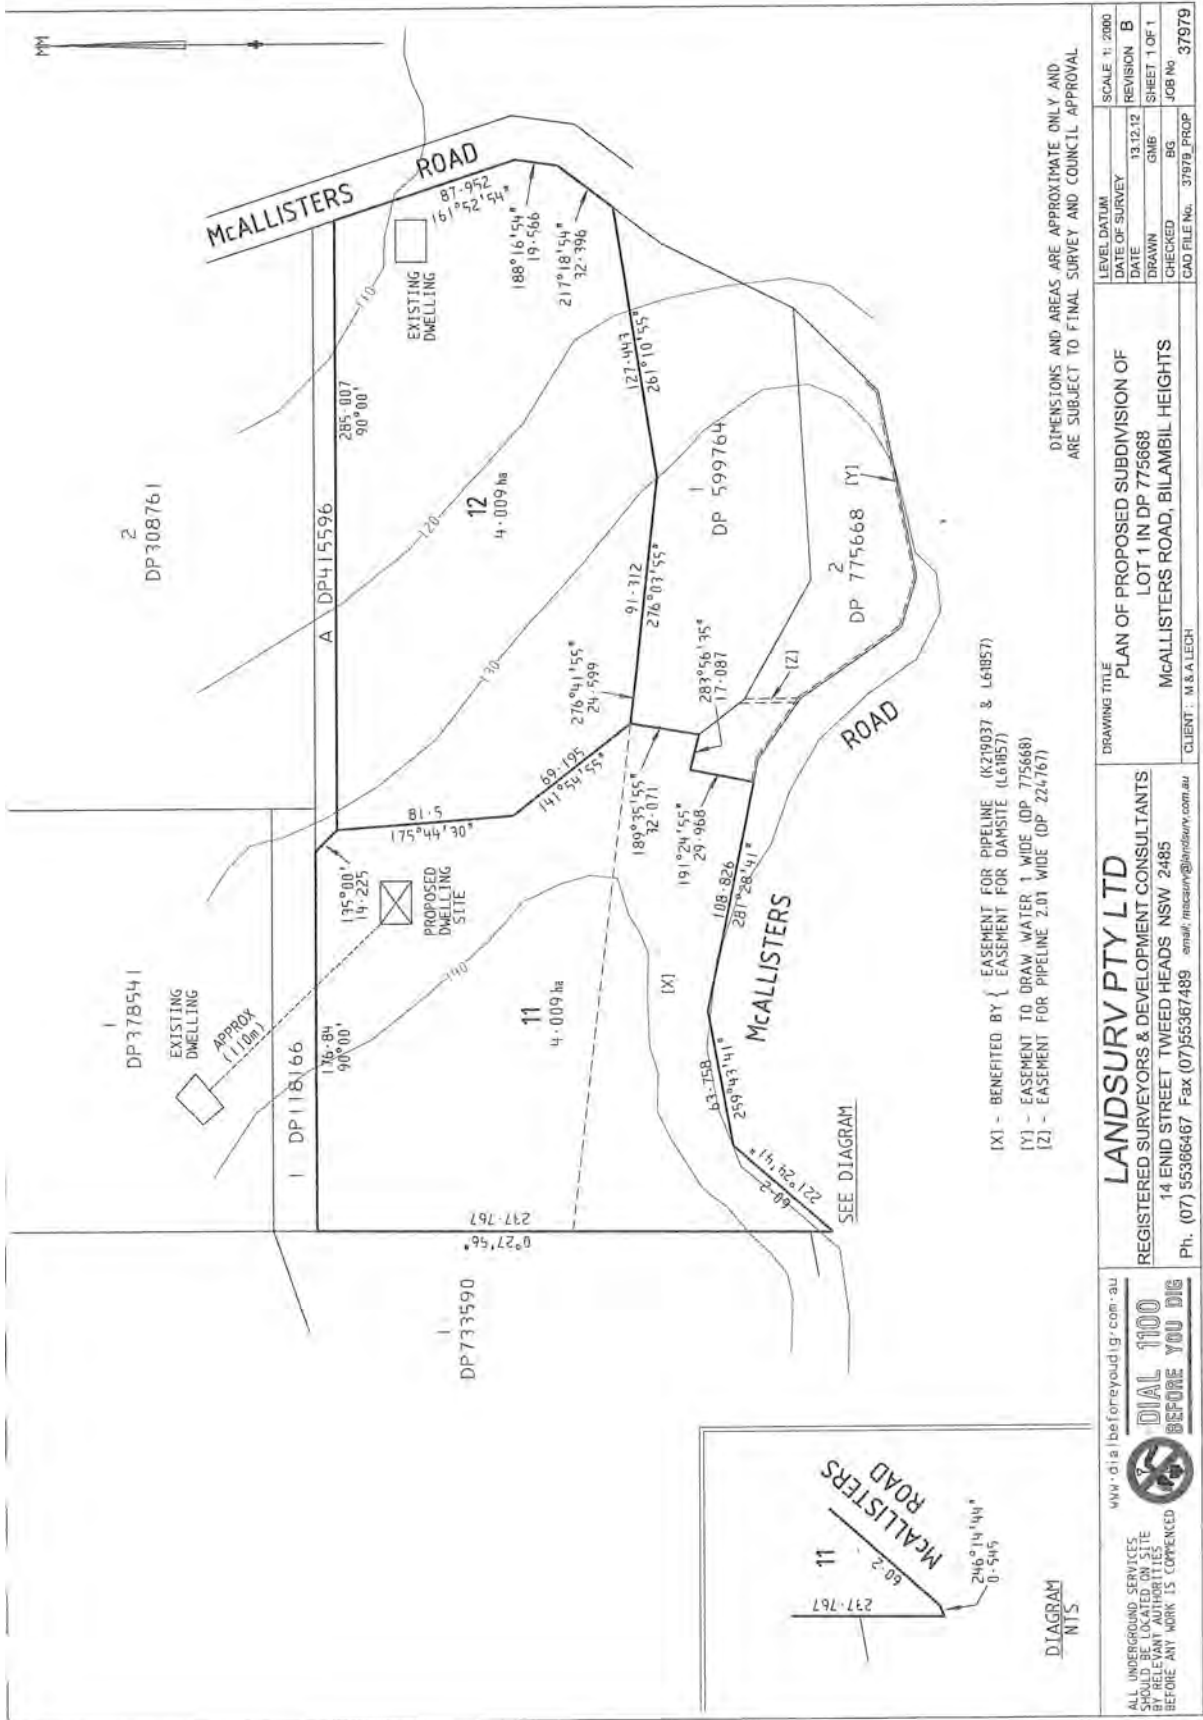 MM
2
DP308761
1
DP378541
EXISTING
DWELLING
APPROX
(110m)
McALLISTERS
ROAD
A DP415596
1 DP118166
176·84
90°00'
285·007
90°00'
87·952
161°52'54"
EXISTING
DWELLING
188°16'54"
19·566
217°18'54"
32·396
110
120
130
140
135°00'
14·225
PROPOSED
DWELLING
SITE
81·5
175°44'30"
69·195
141°54'55"
12
4·009 ha
11
4·009 ha
127·443
261°10'55"
91·312
276°03'55"
276°41'55"
24·599
189°35'55"
32·071
191°24'55"
29·968
283°56'35"
17·087
1
DP 599764
2
DP 775668
[Y]
[Z]
[X]
108·826
281°28'41"
63·758
259°43'41"
221°24'41"
60·2
McALLISTERS
ROAD
SEE DIAGRAM
237·767
0°27'56"
1
DP733590
[X] - BENEFITED BY { EASEMENT FOR PIPELINE (K219037 & L61857)
EASEMENT FOR DAMSITE (L61857)
[Y] - EASEMENT TO DRAW WATER 1 WIDE (DP 775668)
[Z] - EASEMENT FOR PIPELINE 2.01 WIDE (DP 224767)
DIMENSIONS AND AREAS ARE APPROXIMATE ONLY AND
ARE SUBJECT TO FINAL SURVEY AND COUNCIL APPROVAL
11
237·767
60·2
McALLISTERS
ROAD
246°14'44"
0·545
DIAGRAM
NTS
ALL UNDERGROUND SERVICES
SHOULD BE LOCATED ON SITE
BY RELEVANT AUTHORITIES
BEFORE ANY WORK IS COMMENCED
www·dialbeforeyoudig·com·au
DIAL 1100
BEFORE YOU DIG
LANDSURV PTY LTD
REGISTERED SURVEYORS & DEVELOPMENT CONSULTANTS
14 ENID STREET TWEED HEADS NSW 2485
Ph. (07) 55366467 Fax (07)55367489 email: macsurv@landsurv.com.au
DRAWING TITLE
PLAN OF PROPOSED SUBDIVISION OF
LOT 1 IN DP 775668
McALLISTERS ROAD, BILAMBIL HEIGHTS
CLIENT : M & A LECH
LEVEL DATUM
DATE OF SURVEY
DATE 13.12.12
DRAWN GMB
CHECKED BG
CAD FILE No. 37979_PROP
SCALE 1: 2000
REVISION B
SHEET 1 OF 1
JOB No
37979